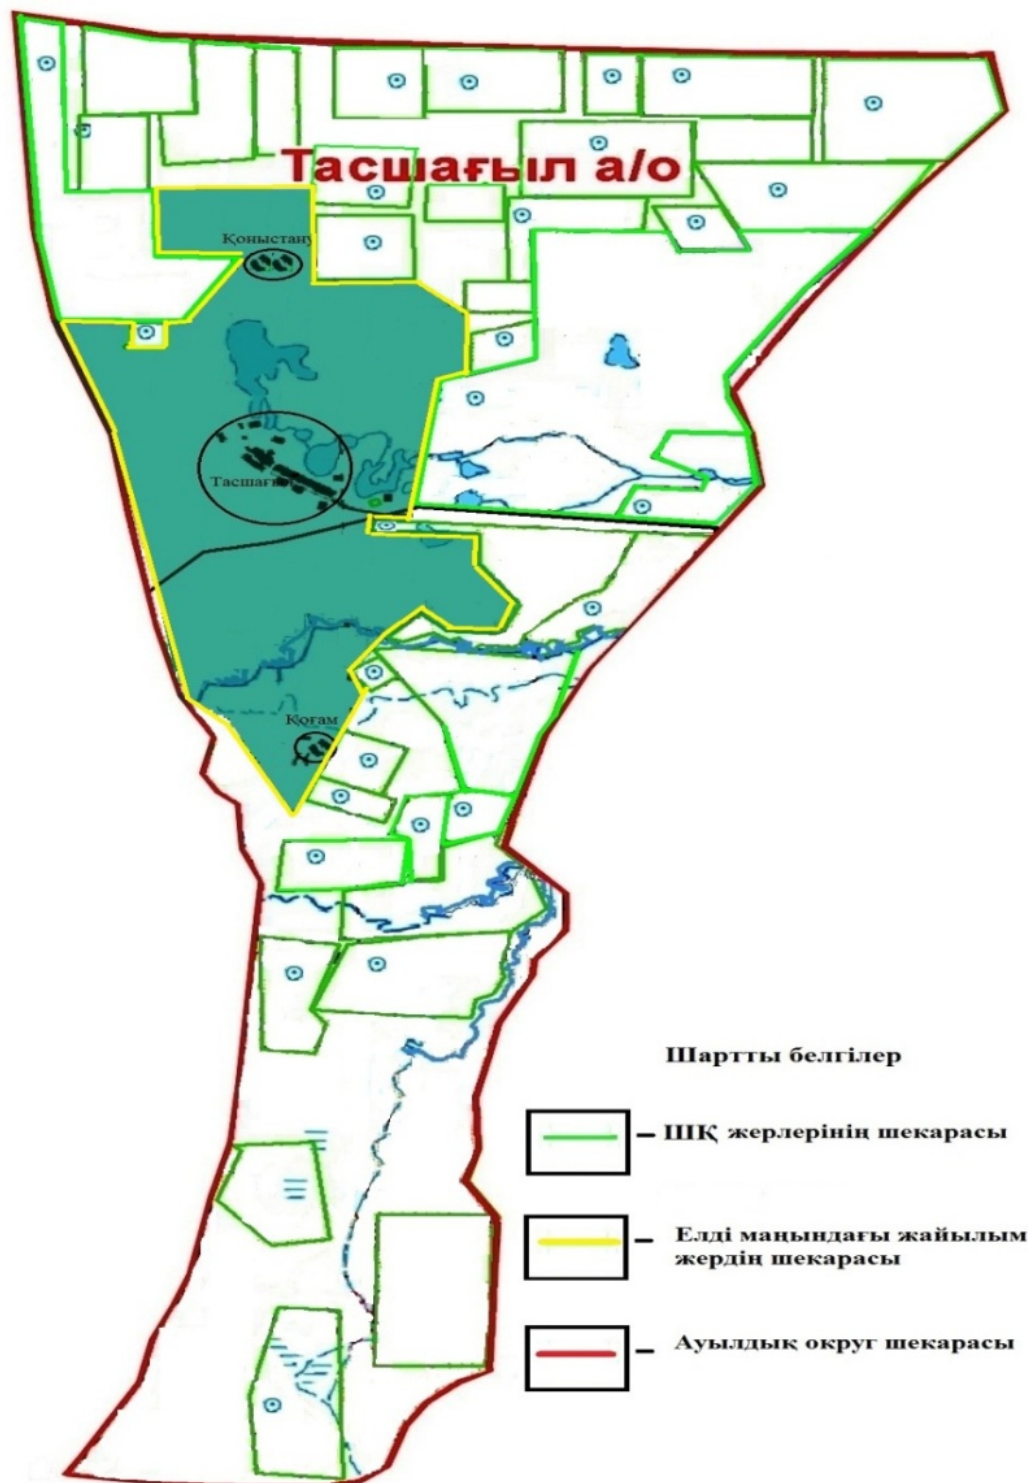 Тасшағыл а/о
Қоныстану
Қоғам
Шартты белгілер
– ШҚ жерлерінің шекарасы
– Елді маңындағы жайылым
жердің шекарасы
– Ауылдық округ шекарасы